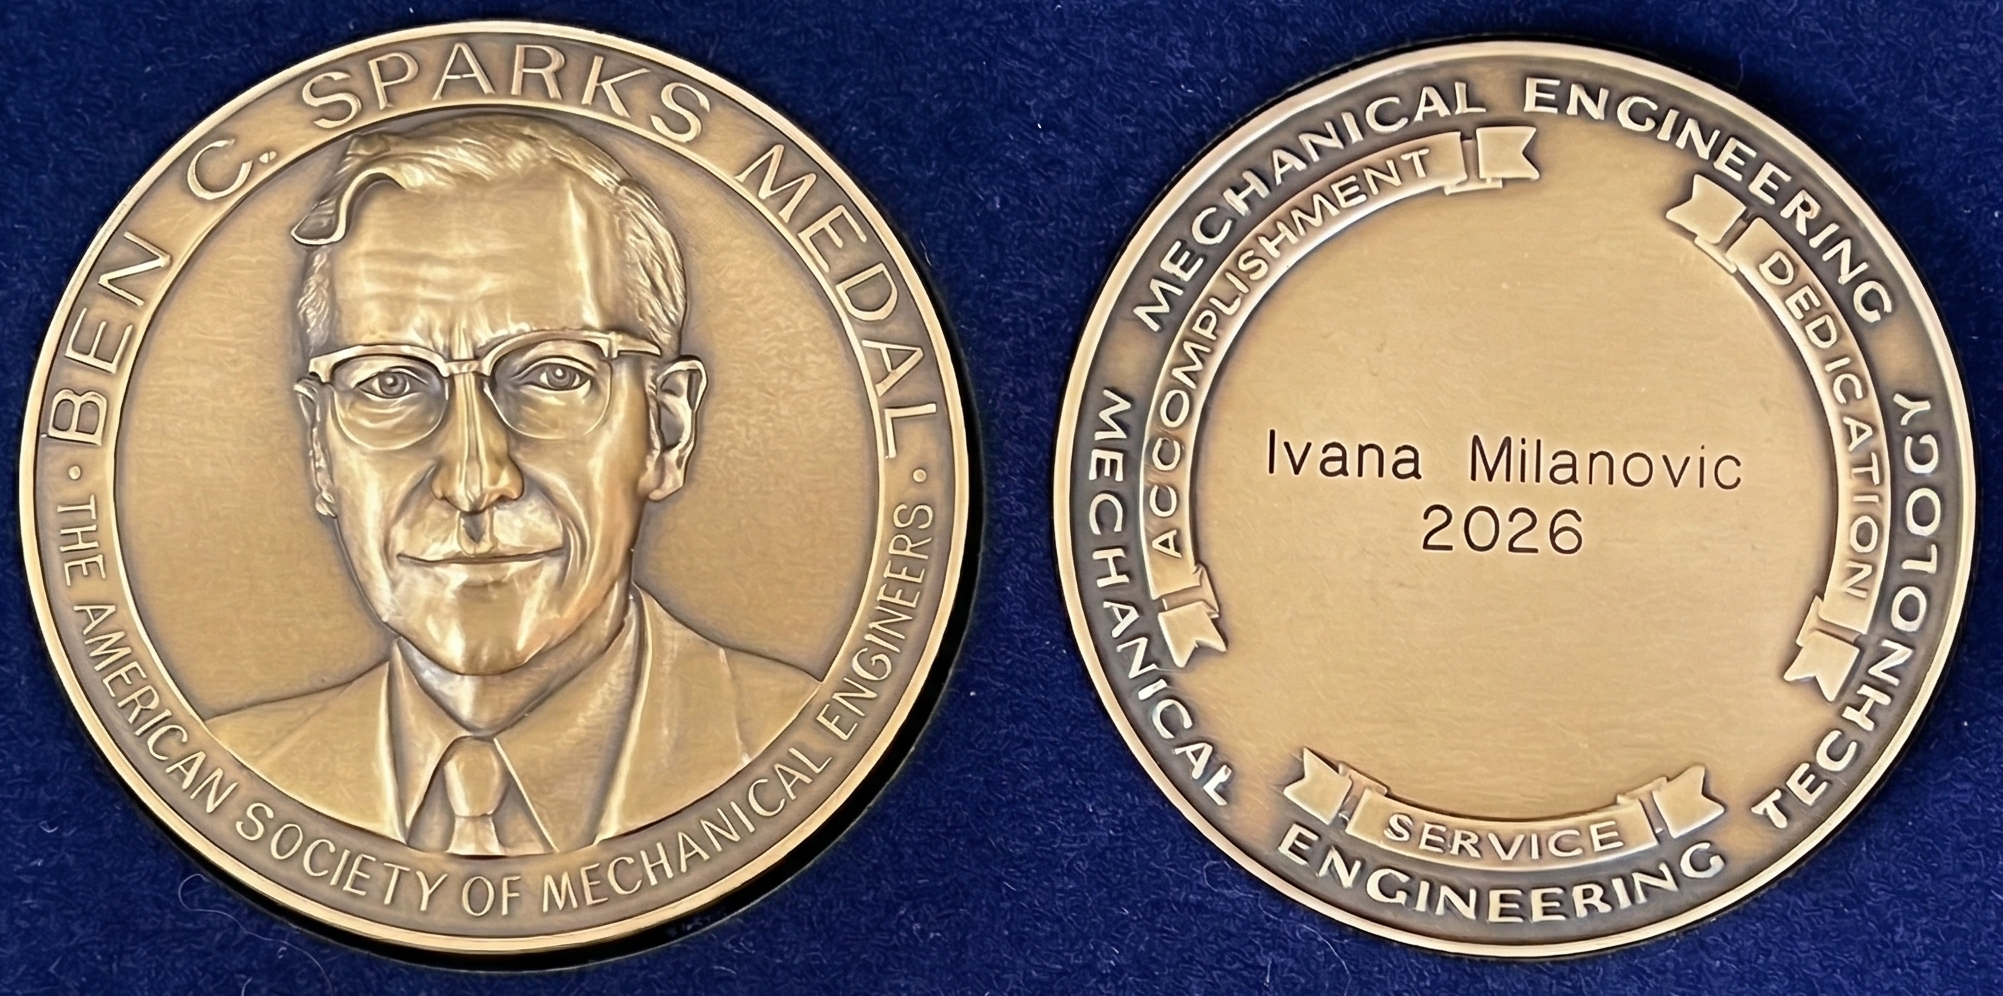 BEN C. SPARKS MEDAL
· THE AMERICAN SOCIETY OF MECHANICAL ENGINEERS ·
MECHANICAL ENGINEERING
MECHANICAL ENGINEERING TECHNOLOGY
ACCOMPLISHMENT
DEDICATION
SERVICE
Ivana Milanovic
2026